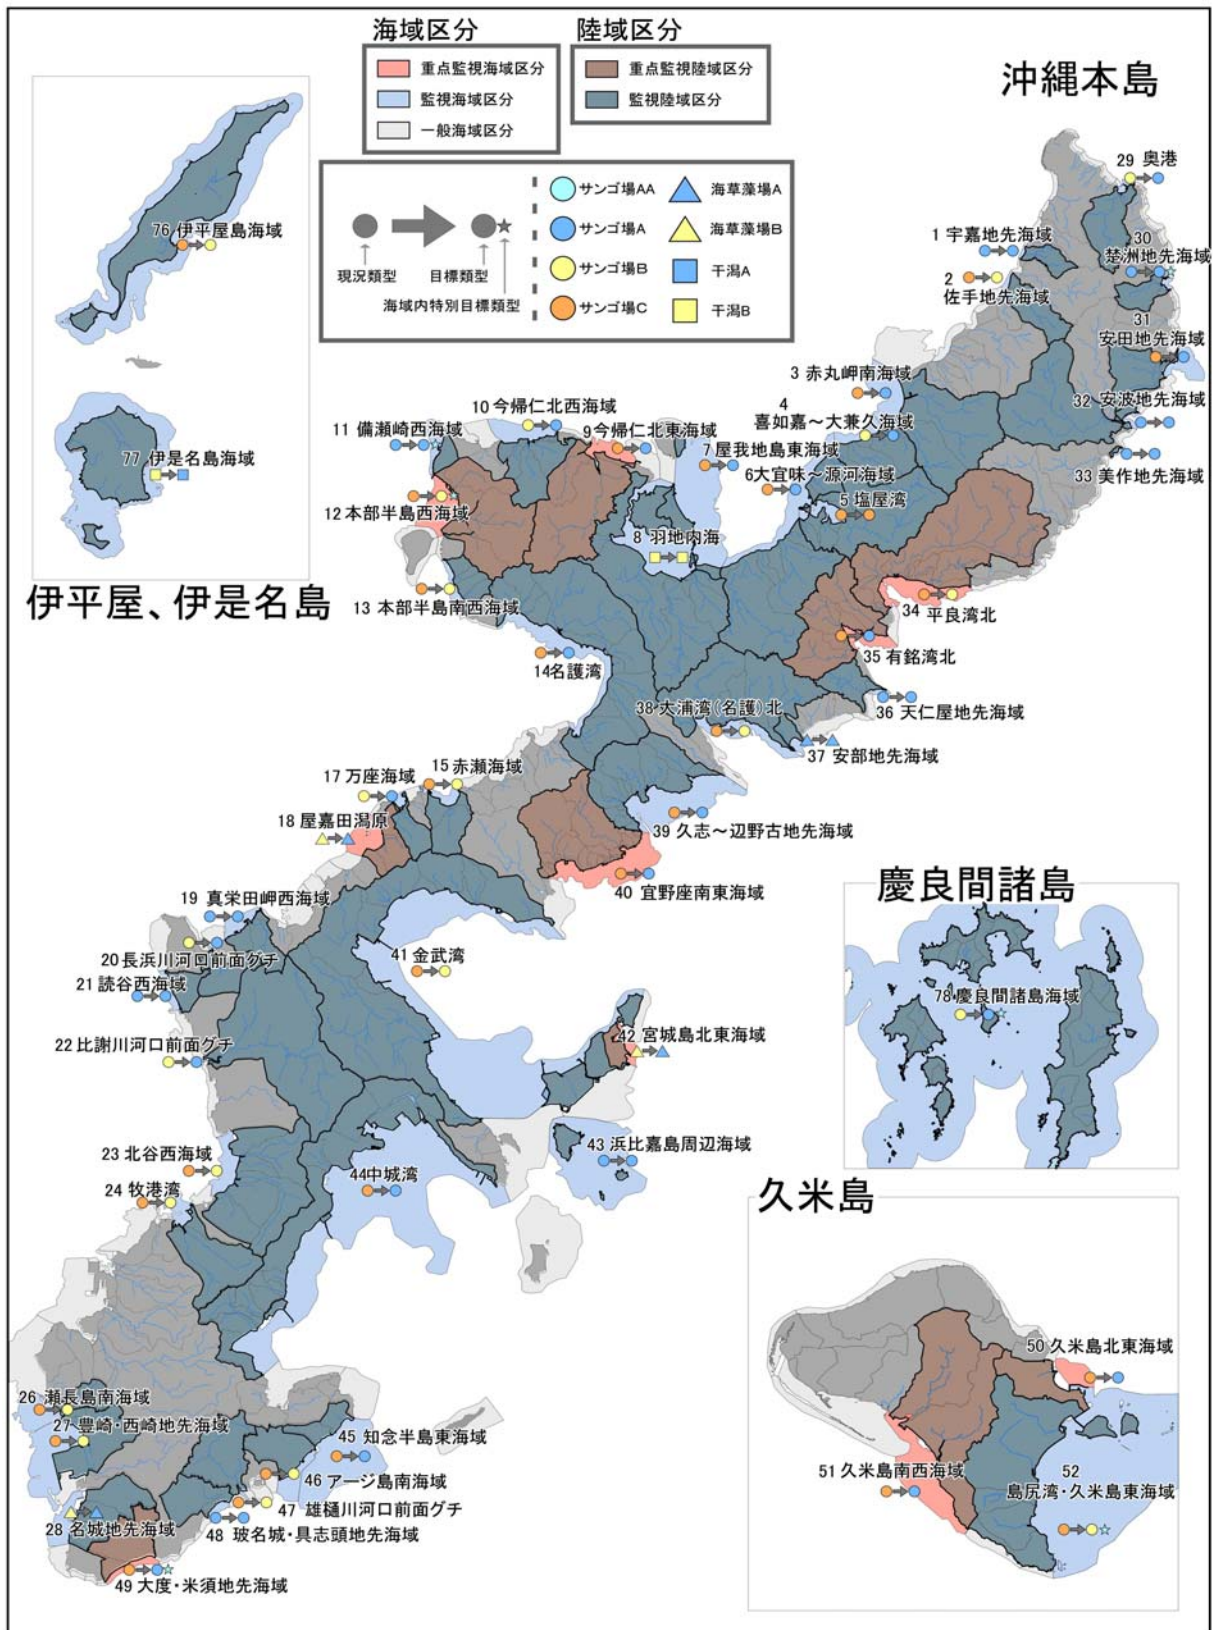 海域区分
重点監視海域区分
監視海域区分
一般海域区分
陸域区分
重点監視陸域区分
監視陸域区分
沖縄本島
現況類型
目標類型
海域内特別目標類型
サンゴ場AA
サンゴ場A
サンゴ場B
サンゴ場C
海草藻場A
海草藻場B
干潟A
干潟B
76 伊平屋島海域
77 伊是名島海域
伊平屋、伊是名島
29 奥港
1 宇嘉地先海域
30
楚洲地先海域
2
佐手地先海域
31
安田地先海域
3 赤丸岬南海域
32 安波地先海域
4
喜如嘉～大兼久海域
10 今帰仁北西海域
11 備瀬崎西海域
9今帰仁北東海域
7 屋我地島東海域
33 美作地先海域
6大宜味～源河海域
5 塩屋湾
12 本部半島西海域
8 羽地内海
13 本部半島南西海域
34 平良湾北
35 有銘湾北
14名護湾
36 天仁屋地先海域
38 大浦湾(名護)北
37 安部地先海域
17 万座海域
15 赤瀬海域
18 屋嘉田潟原
39 久志～辺野古地先海域
40 宜野座南東海域
慶良間諸島
78 慶良間諸島海域
19 真栄田岬西海域
20 長浜川河口前面グチ
41 金武湾
21 読谷西海域
22 比謝川河口前面グチ
42 宮城島北東海域
23 北谷西海域
43 浜比嘉島周辺海域
44中城湾
24 牧港湾
久米島
50 久米島北東海域
51 久米島南西海域
52
島尻湾・久米島東海域
26 瀬長島南海域
27 豊崎・西崎地先海域
45 知念半島東海域
46 アージ島南海域
47 雄樋川河口前面グチ
28 名城地先海域
48 玻名城・具志頭地先海域
49 大度・米須地先海域